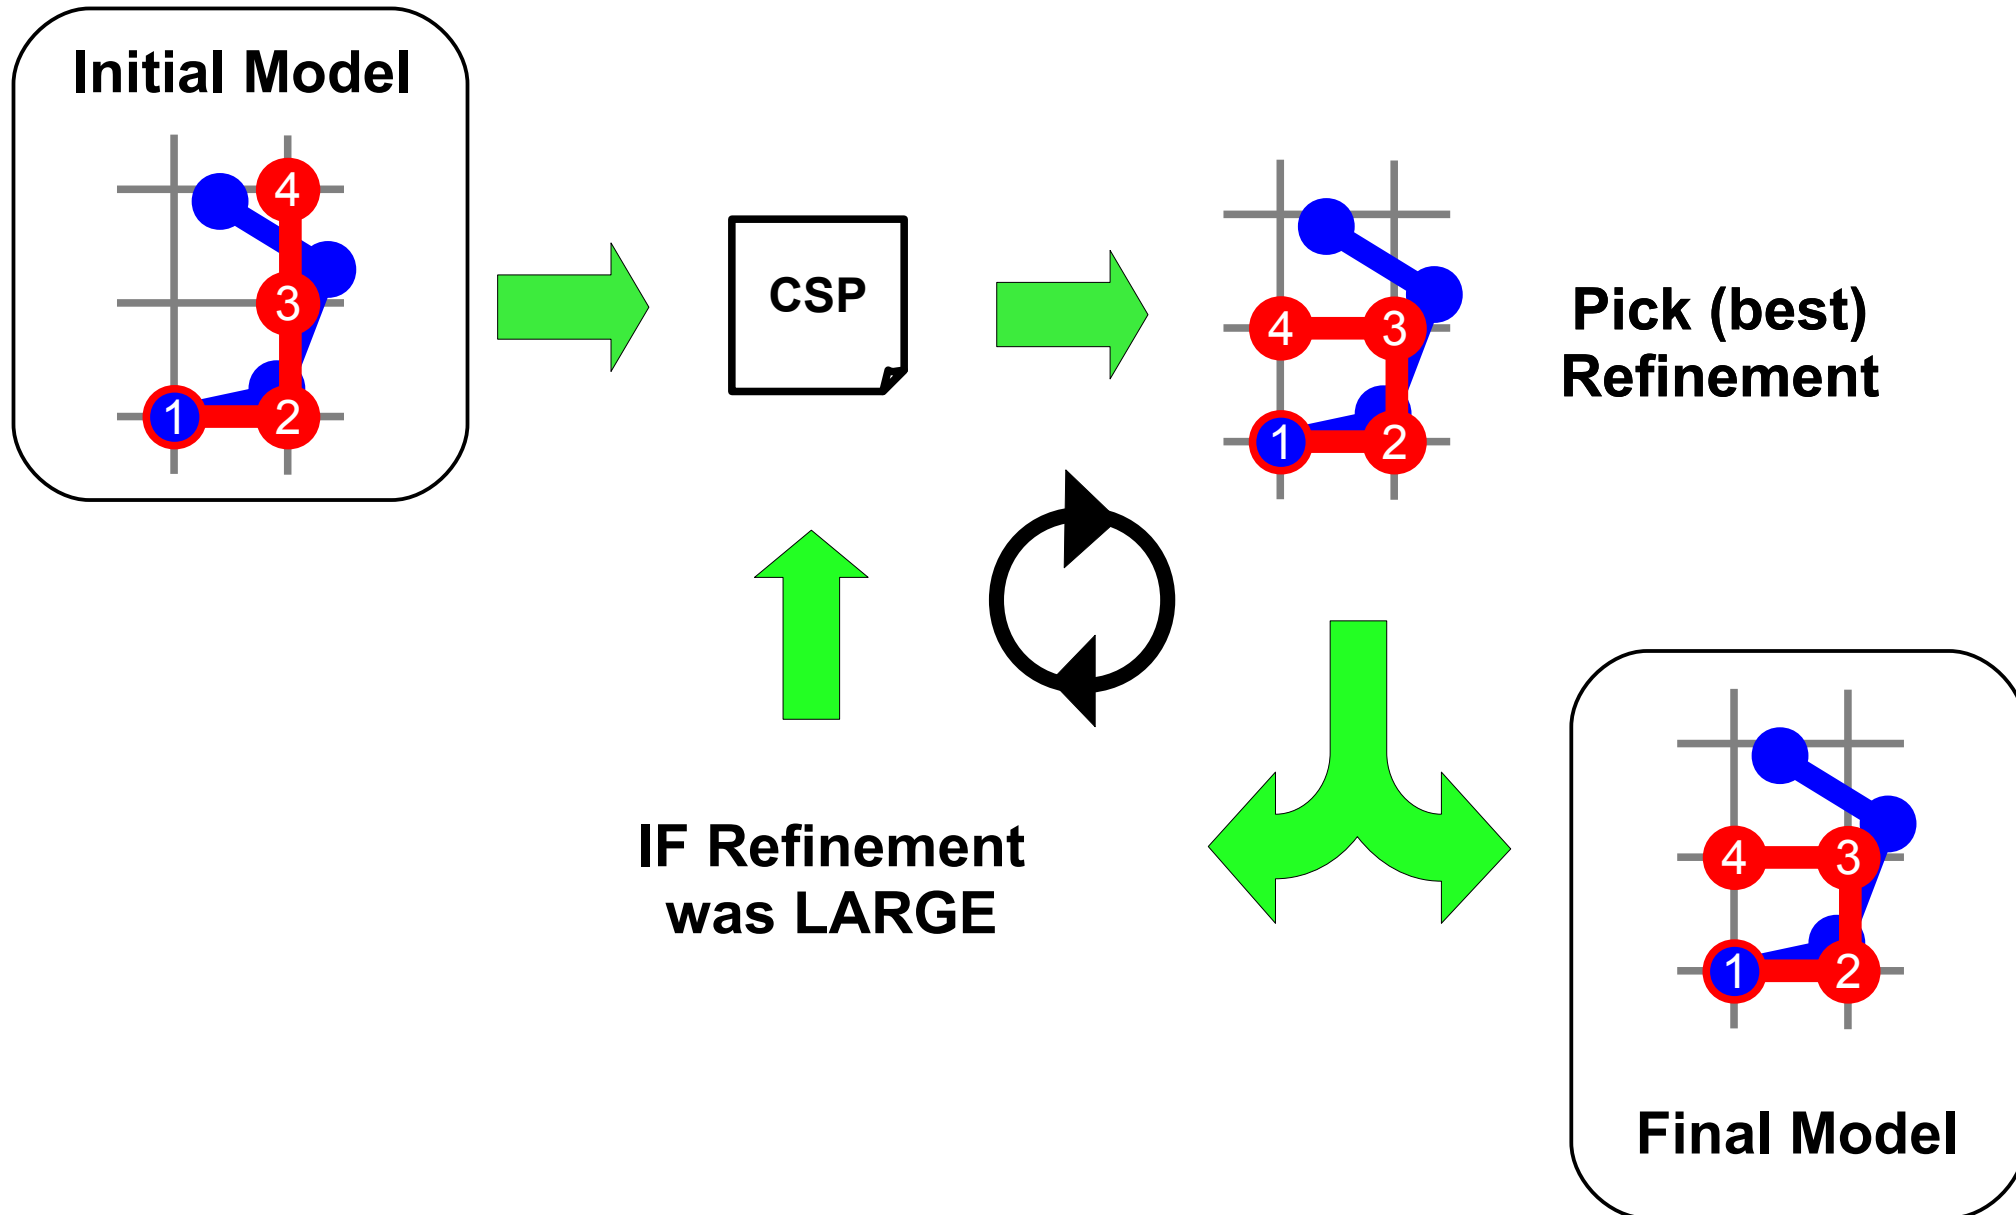 Initial Model
4
3
1
2
CSP
4
3
1
2
Pick (best)
Refinement
IF Refinement
was LARGE
4
3
1
2
Final Model